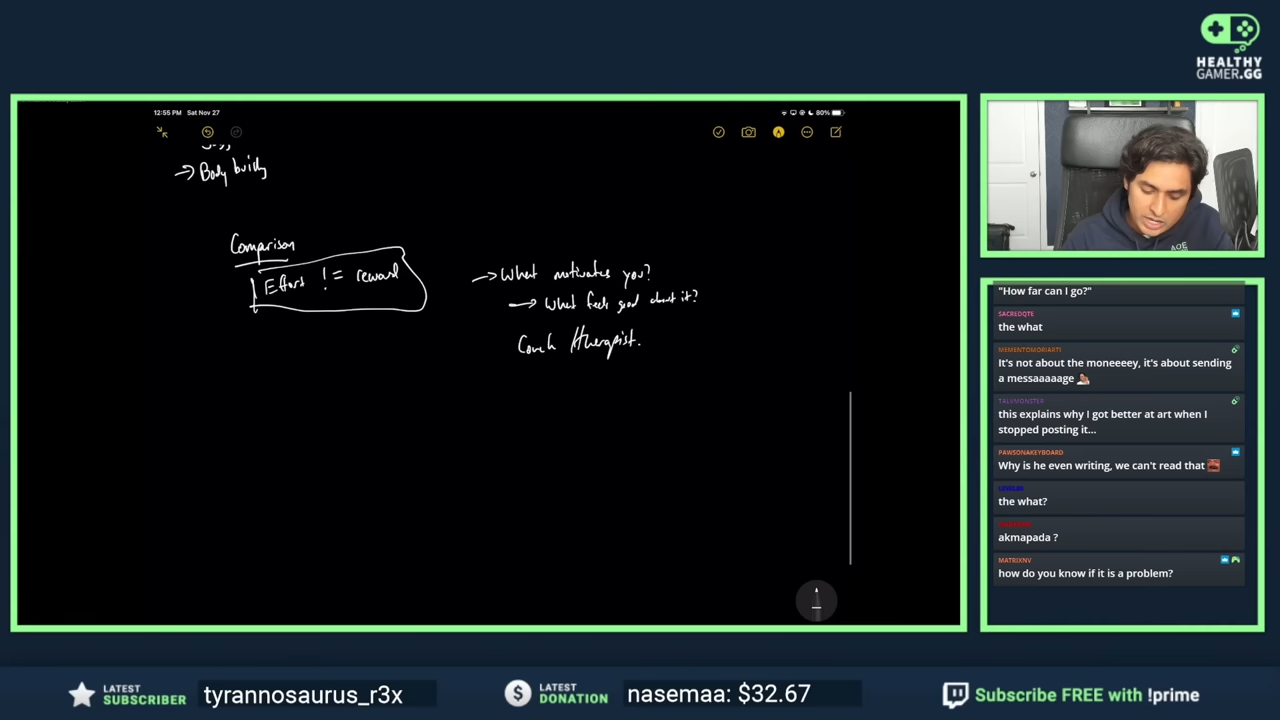 HEALTHY
GAMER.GG
12:55 PM Sat Nov 27
80%
→ Body
Comparison
Effort != reward
→ What motivates you?
→ What feels good about it?
Coach /therapist.
"How far can I go?"
SACREDQTE
the what
MEMENTOMORIARTI
It's not about the moneeeey, it's about sending
a messaaaaage
TALIIMONSTER
this explains why I got better at art when I
stopped posting it...
PAWSONAKEYBOARD
Why is he even writing, we can't read that
the what?
akmapada ?
MATRIXNV
how do you know if it is a problem?
LATEST
SUBSCRIBER
tyrannosaurus_r3x
LATEST
DONATION
nasemaa: $32.67
Subscribe FREE with !prime